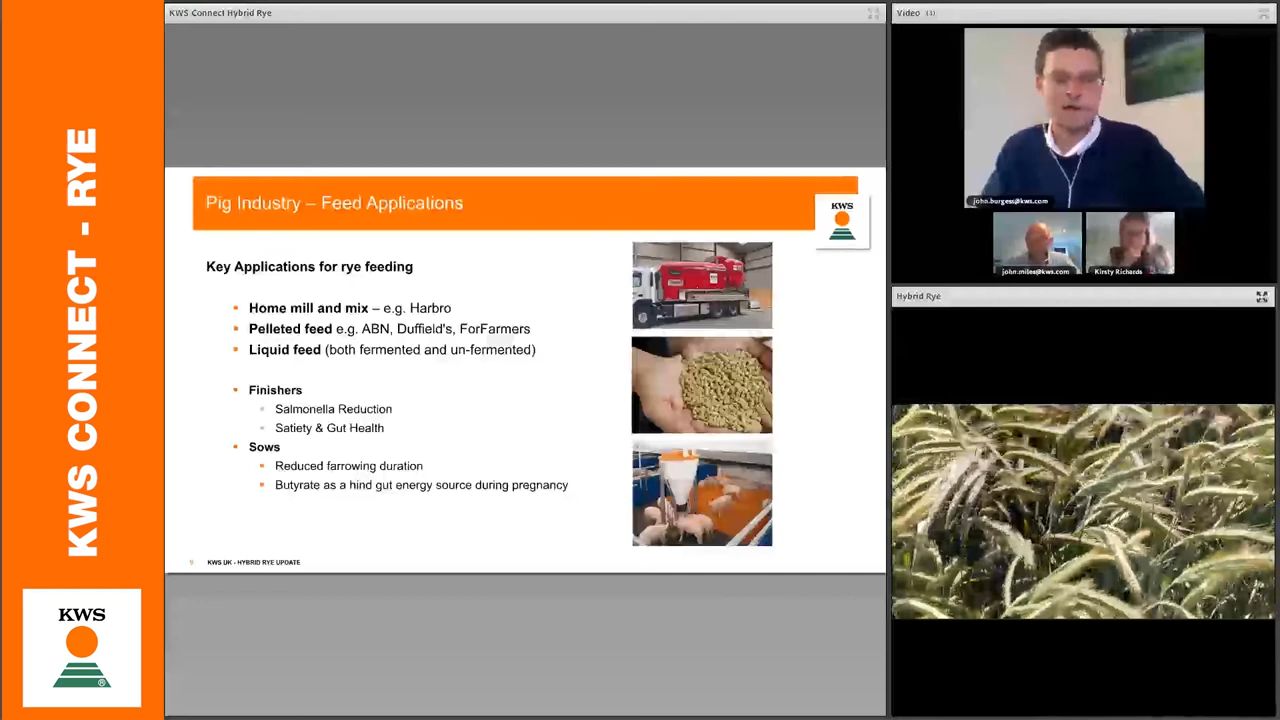 KWS CONNECT - RYE
KWS
®
KWS Connect Hybrid Rye
Pig Industry – Feed Applications
KWS
Key Applications for rye feeding
Home mill and mix – e.g. Harbro
Pelleted feed e.g. ABN, Duffield's, ForFarmers
Liquid feed (both fermented and un-fermented)
Finishers
Salmonella Reduction
Satiety & Gut Health
Sows
Reduced farrowing duration
Butyrate as a hind gut energy source during pregnancy
KWS UK - HYBRID RYE UPDATE
Video (1)
john.burgess@kws.com
john.miles@kws.com
Kirsty Richards
Hybrid Rye